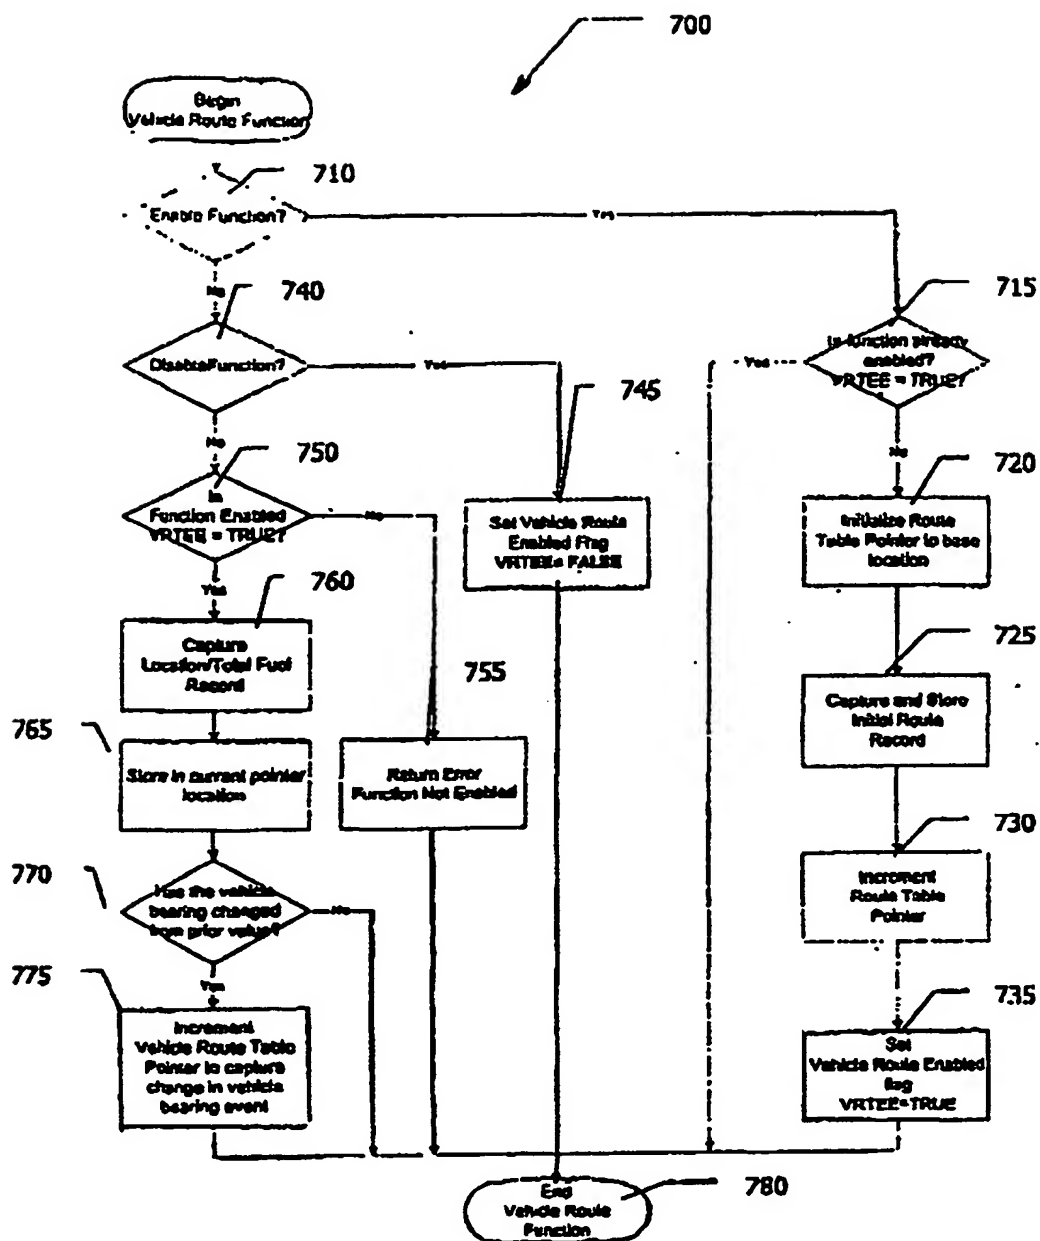 700
Begin
Vehicle Route Function
710
Enable Function?
Yes
No
740
715
Is function already
enabled?
VRTEE = TRUE?
DisableFunction?
Yes
Yes
745
No
750
No
720
Is
Function Enabled
VRTEE = TRUE?
No
Set Vehicle Route
Enabled Flag
VRTEE= FALSE
Initialize Route
Table Pointer to base
location
Yes
760
Capture
Location/Total Fuel
Record
725
755
Capture and Store
Initial Route
Record
765
Store in current pointer
location
Return Error
Function Not Enabled
730
770
Has the vehicle
bearing changed
from prior value?
No
Increment
Route Table
Pointer
775
Yes
735
Increment
Vehicle Route Table
Pointer to capture
change in vehicle
bearing event
Set
Vehicle Route Enabled
flag
VRTEE=TRUE
780
End
Vehicle Route
Function